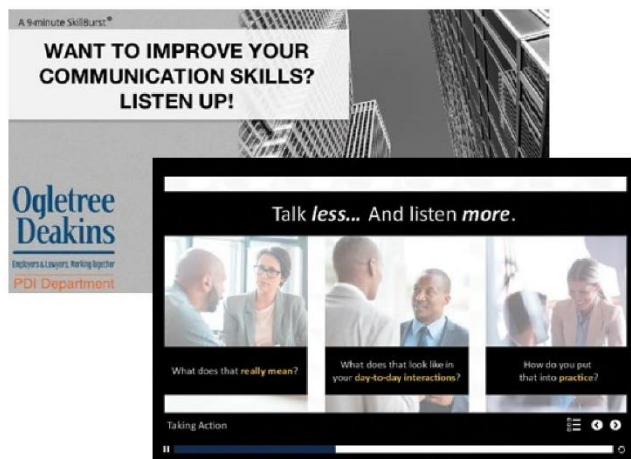 A 9-minute SkillBurst®
WANT TO IMPROVE YOUR
COMMUNICATION SKILLS?
LISTEN UP!
Ogletree
Deakins
Employers & Lawyers, Working Together
PDI Department
Talk less... And listen more.
What does that really mean?
What does that look like in
your day-to-day interactions?
How do you put
that into practice?
Taking Action